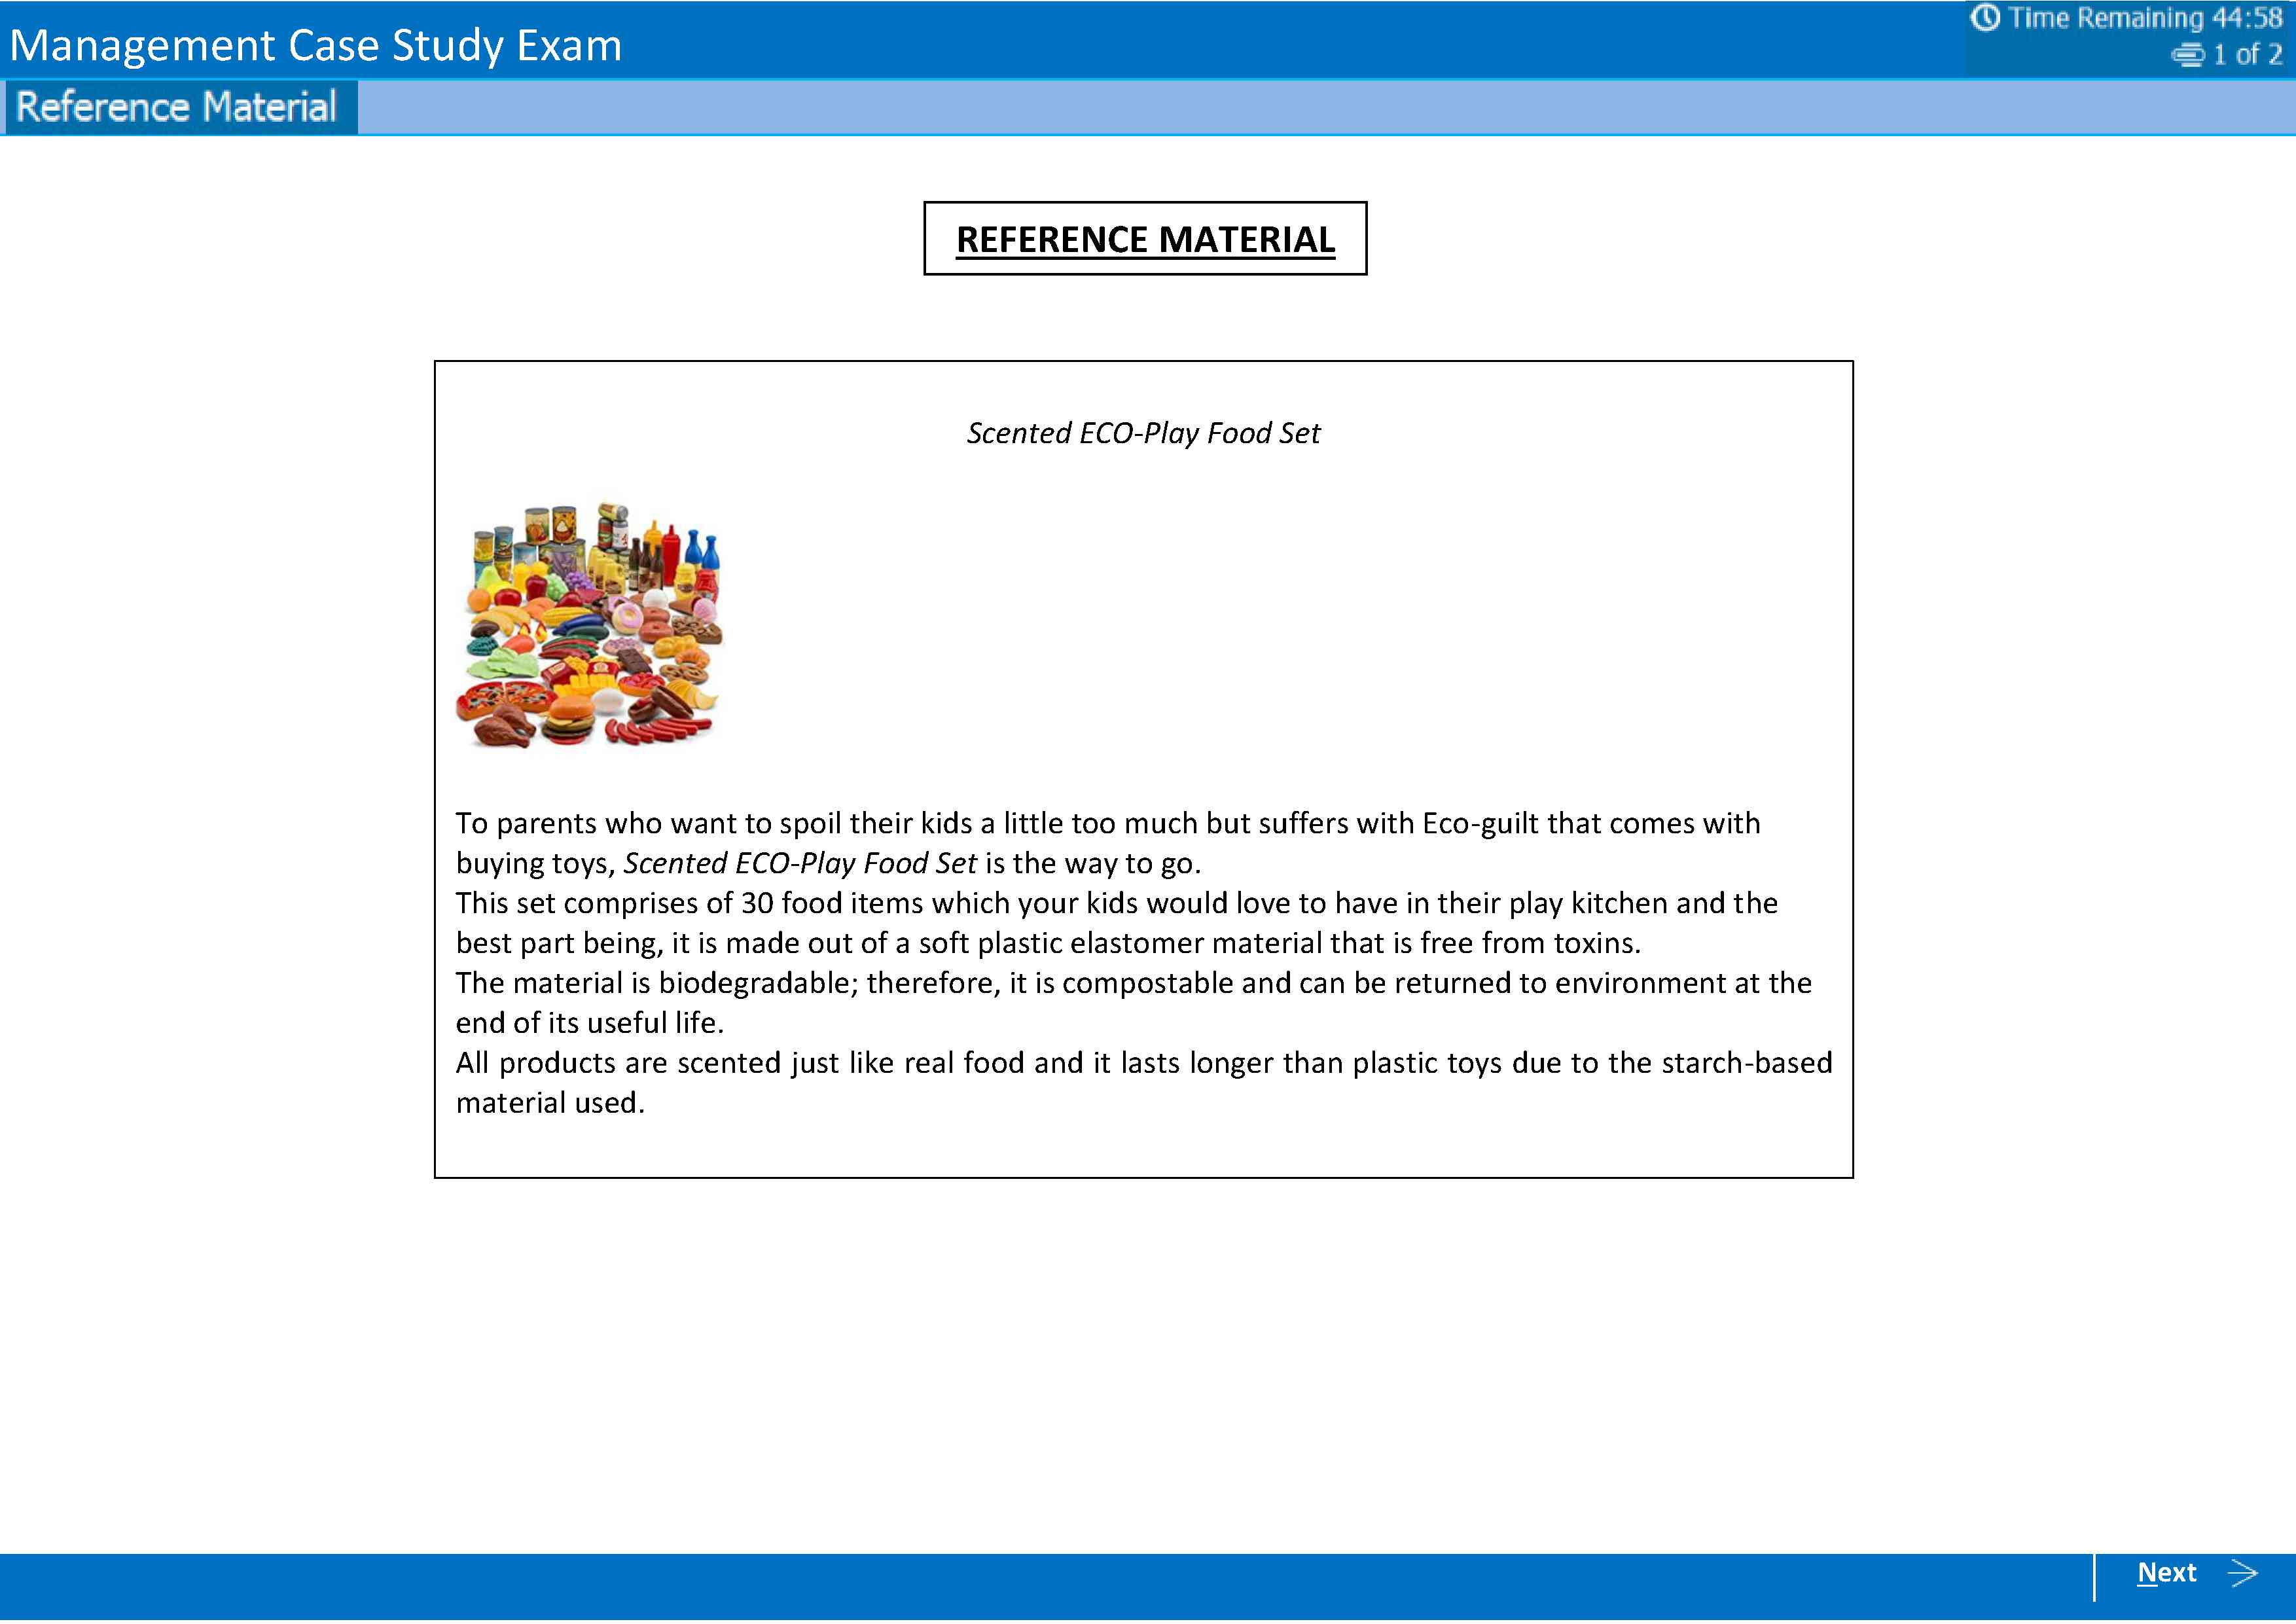 Management Case Study Exam
Time Remaining 44:58
1 of 2
Reference Material
REFERENCE MATERIAL
Scented ECO-Play Food Set
To parents who want to spoil their kids a little too much but suffers with Eco-guilt that comes with
buying toys, Scented ECO-Play Food Set is the way to go.
This set comprises of 30 food items which your kids would love to have in their play kitchen and the
best part being, it is made out of a soft plastic elastomer material that is free from toxins.
The material is biodegradable; therefore, it is compostable and can be returned to environment at the
end of its useful life.
All products are scented just like real food and it lasts longer than plastic toys due to the starch-based
material used.
Next